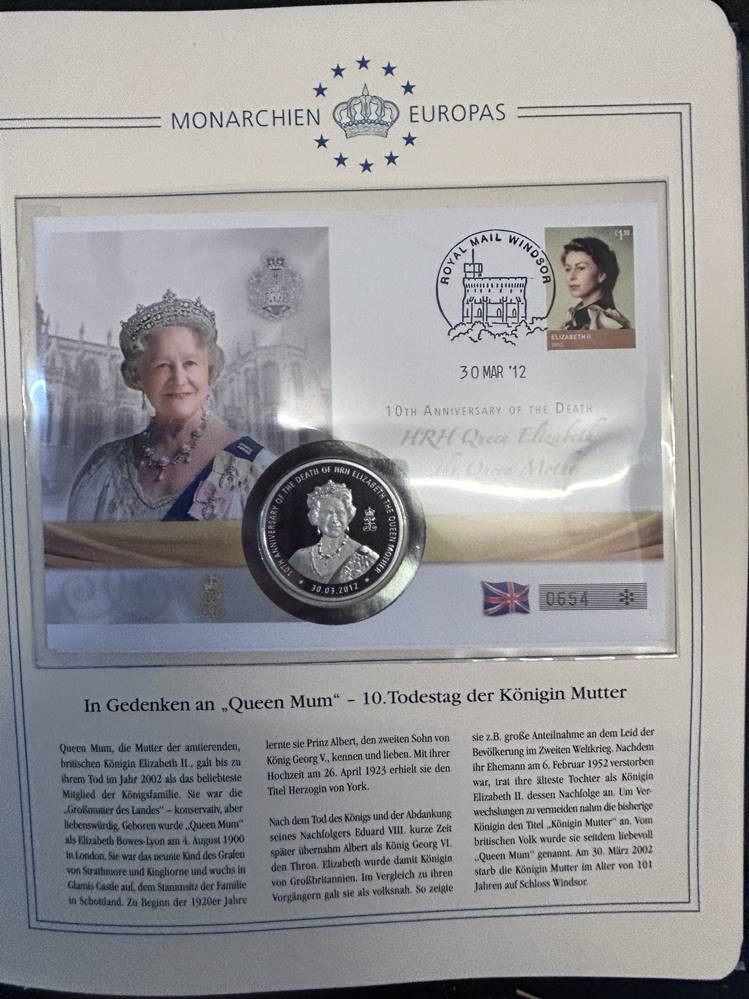 MONARCHIEN EUROPAS
ROYAL MAIL WINDSOR
£1.10
ELIZABETH II
1952
30 MAR '12
10TH ANNIVERSARY OF THE DEATH
HRH Queen Elizabeth
the Queen Mother
10TH ANNIVERSARY OF THE DEATH OF HRH ELIZABETH THE QUEEN MOTHER
30.03.2012
0654
In Gedenken an „Queen Mum“ – 10.Todestag der Königin Mutter
Queen Mum, die Mutter der amtierenden,
britischen Königin Elizabeth II., galt bis zu
ihrem Tod im Jahr 2002 als das beliebteste
Mitglied der Königsfamilie. Sie war die
„Großmutter des Landes“ – konservativ, aber
liebenswürdig. Geboren wurde „Queen Mum“
als Elizabeth Bowes-Lyon am 4. August 1900
in London. Sie war das neunte Kind des Grafen
von Strathmore und Kinghorne und wuchs in
Glamis Castle auf, dem Stammsitz der Familie
in Schottland. Zu Beginn der 1920er Jahre
lernte sie Prinz Albert, den zweiten Sohn von
König Georg V., kennen und lieben. Mit ihrer
Hochzeit am 26. April 1923 erhielt sie den
Titel Herzogin von York.
Nach dem Tod des Königs und der Abdankung
seines Nachfolgers Eduard VIII. kurze Zeit
später übernahm Albert als König Georg VI.
den Thron. Elizabeth wurde damit Königin
von Großbritannien. Im Vergleich zu ihren
Vorgängern galt sie als volksnah. So zeigte
sie z.B. große Anteilnahme an dem Leid der
Bevölkerung im Zweiten Weltkrieg. Nachdem
ihr Ehemann am 6. Februar 1952 verstorben
war, trat ihre älteste Tochter als Königin
Elizabeth II. dessen Nachfolge an. Um Ver-
wechslungen zu vermeiden nahm die bisherige
Königin den Titel „Königin Mutter“ an. Vom
britischen Volk wurde sie seitdem liebevoll
„Queen Mum“ genannt. Am 30. März 2002
starb die Königin Mutter im Alter von 101
Jahren auf Schloss Windsor.